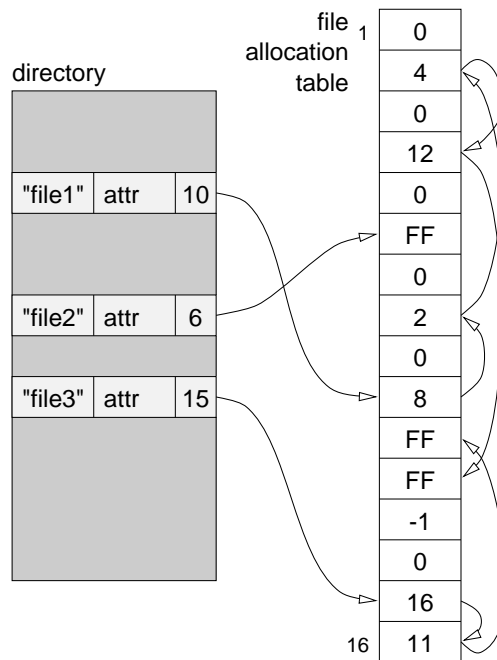 file
allocation
table
directory
"file1" attr 10
"file2" attr 6
"file3" attr 15
1 0
4
0
12
0
FF
0
2
0
8
FF
FF
-1
0
16
16 11